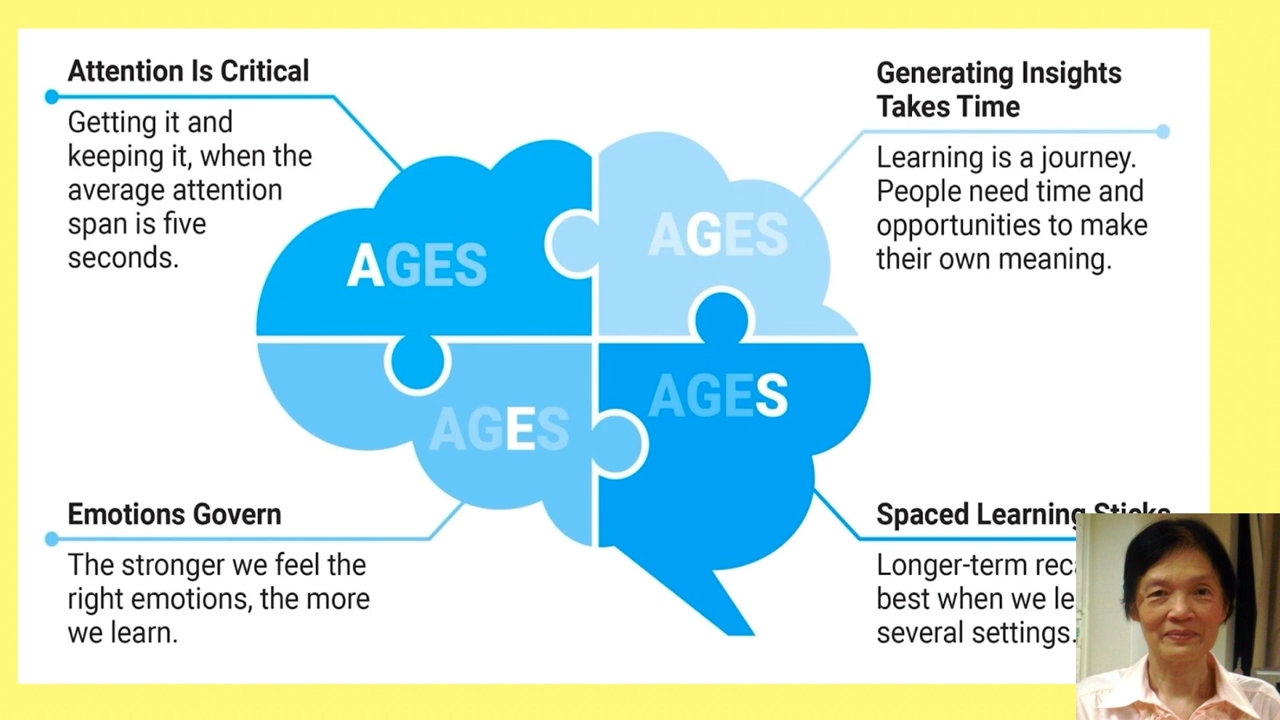 Attention Is Critical
Getting it and
keeping it, when the
average attention
span is five
seconds.
Generating Insights
Takes Time
Learning is a journey.
People need time and
opportunities to make
their own meaning.
AGES
AGES
AGES
AGES
Emotions Govern
The stronger we feel the
right emotions, the more
we learn.
Spaced Learning Sticks
Longer-term
best when we
several settings.